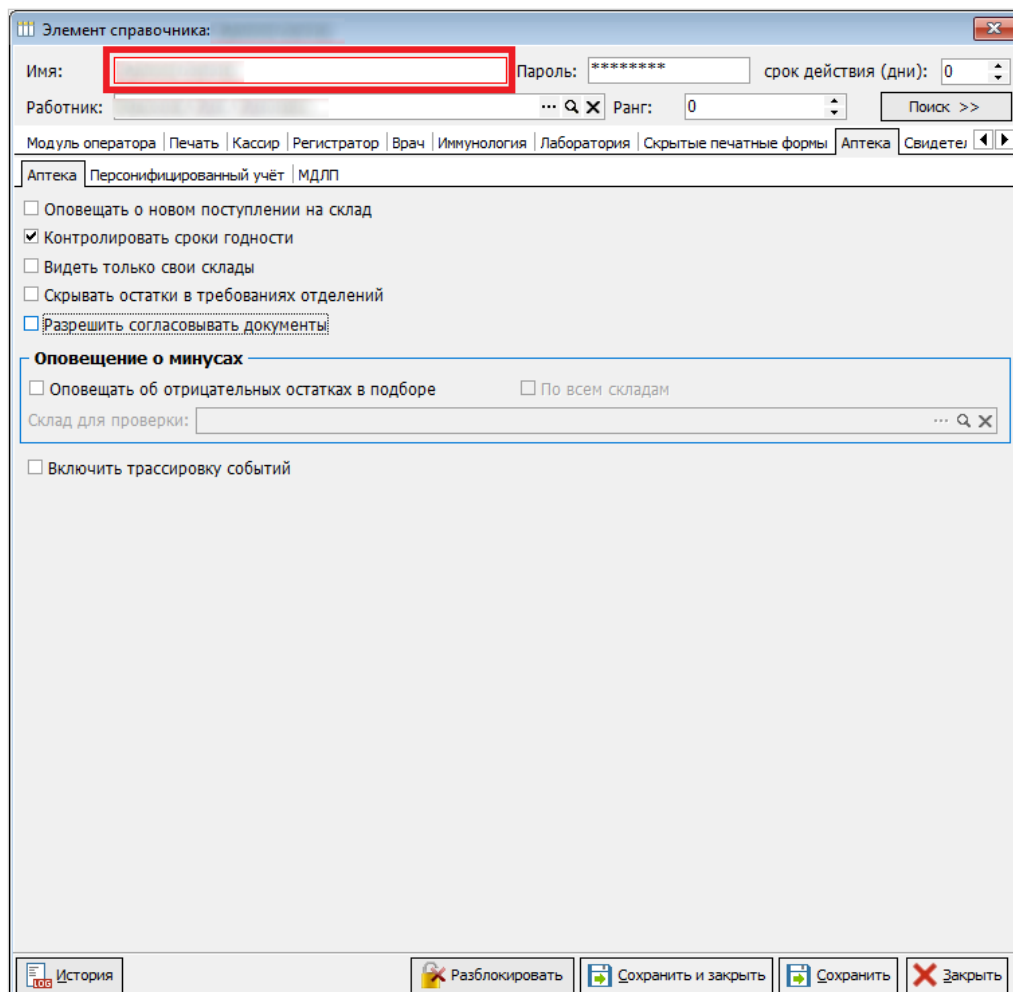 Элемент справочника:
Имя: Пароль: ******** срок действия (дни): 0
Работник: ... Ранг: 0 Поиск >>
Модуль оператора Печать Кассир Регистратор Врач Иммунология Лаборатория Скрытые печатные формы Аптека Свидетел
Аптека Персонифицированный учёт МДЛП
Оповещать о новом поступлении на склад
Контролировать сроки годности
Видеть только свои склады
Скрывать остатки в требованиях отделений
Разрешить согласовывать документы
Оповещение о минусах
Оповещать об отрицательных остатках в подборе По всем складам
Склад для проверки: ...
Включить трассировку событий
LOG История Разблокировать Сохранить и закрыть Сохранить Закрыть